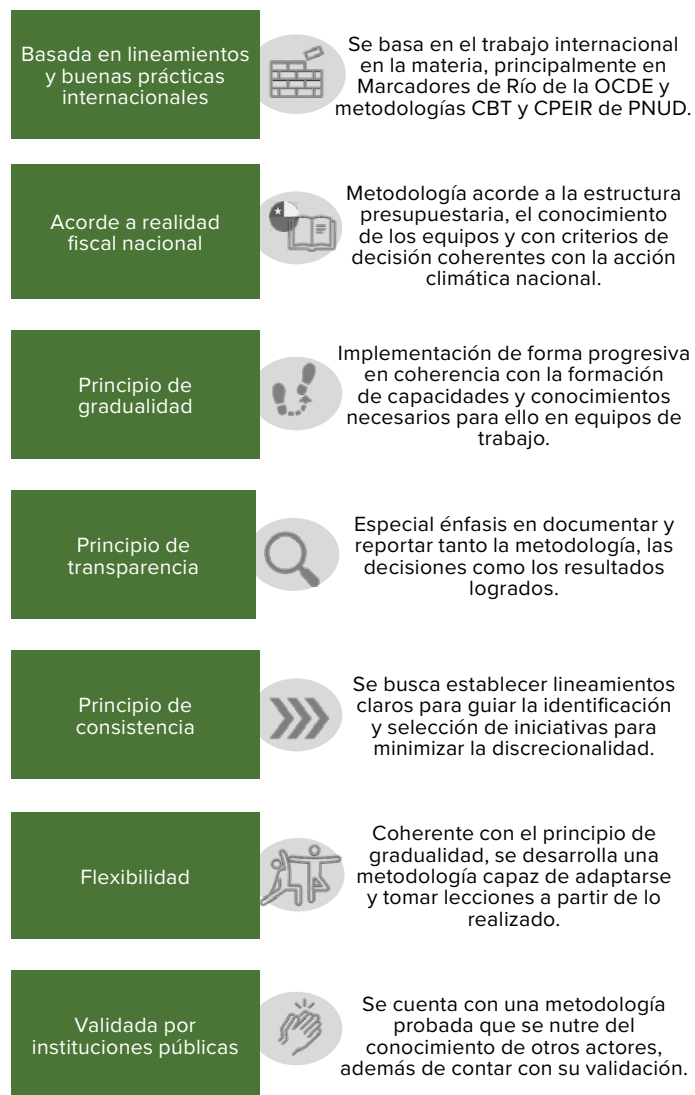 Basada en lineamientos
y buenas prácticas
internacionales
Se basa en el trabajo internacional
en la materia, principalmente en
Marcadores de Río de la OCDE y
metodologías CBT y CPEIR de PNUD.
Acorde a realidad
fiscal nacional
Metodología acorde a la estructura
presupuestaria, el conocimiento
de los equipos y con criterios de
decisión coherentes con la acción
climática nacional.
Principio de
gradualidad
Implementación de forma progresiva
en coherencia con la formación
de capacidades y conocimientos
necesarios para ello en equipos de
trabajo.
Principio de
transparencia
Especial énfasis en documentar y
reportar tanto la metodología, las
decisiones como los resultados
logrados.
Principio de
consistencia
Se busca establecer lineamientos
claros para guiar la identificación
y selección de iniciativas para
minimizar la discrecionalidad.
Flexibilidad
Coherente con el principio de
gradualidad, se desarrolla una
metodología capaz de adaptarse
y tomar lecciones a partir de lo
realizado.
Validada por
instituciones públicas
Se cuenta con una metodología
probada que se nutre del
conocimiento de otros actores,
además de contar con su validación.